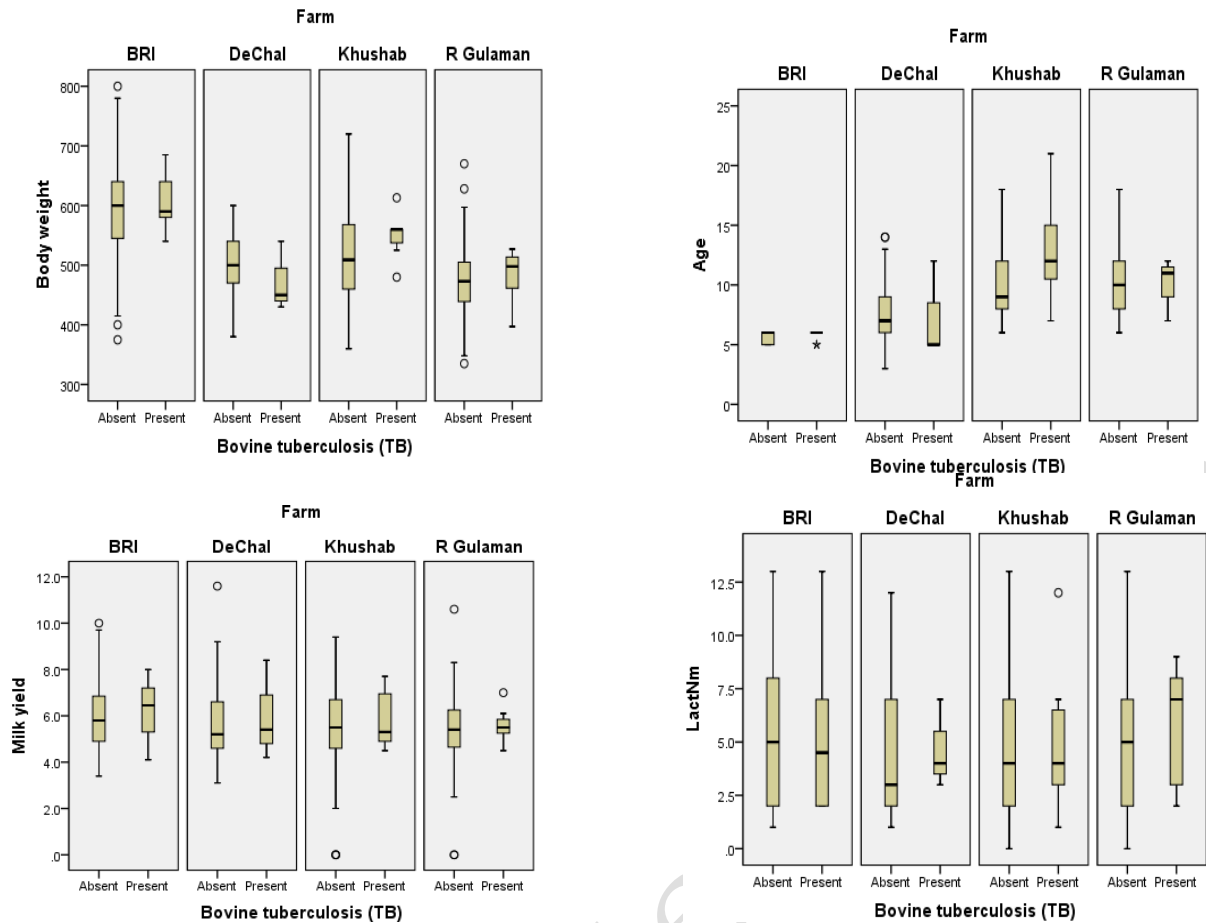 Farm
BRI DeChal Khushab R Gulaman
800
700
600
500
400
300
Body weight
Absent Present Absent Present Absent Present Absent Present
Bovine tuberculosis (TB)
Farm
BRI DeChal Khushab R Gulaman
25
20
15
10
5
0
Age
Absent Present Absent Present Absent Present Absent Present
Bovine tuberculosis (TB)
Farm
BRI DeChal Khushab R Gulaman
12.0
10.0
8.0
6.0
4.0
2.0
.0
Milk yield
Absent Present Absent Present Absent Present Absent Present
Bovine tuberculosis (TB)
Farm
BRI DeChal Khushab R Gulaman
12.5
10.0
7.5
5.0
2.5
.0
LactNm
Absent Present Absent Present Absent Present Absent Present
Bovine tuberculosis (TB)